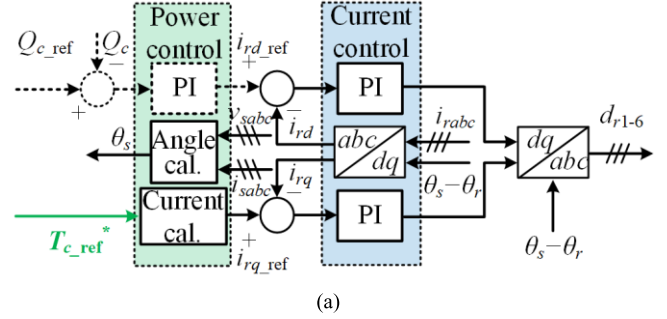 Power control
Current control
Q_c_ref
Q_c
−
+
PI
i_rd_ref
+
−
PI
v_sabc
i_rd
abc
dq
i_rabc
dq
abc
d_r1-6
θ_s
Angle cal.
i_sabc
i_rq
−
θ_s−θ_r
Current cal.
T_c_ref*
+
i_rq_ref
PI
θ_s−θ_r
(a)